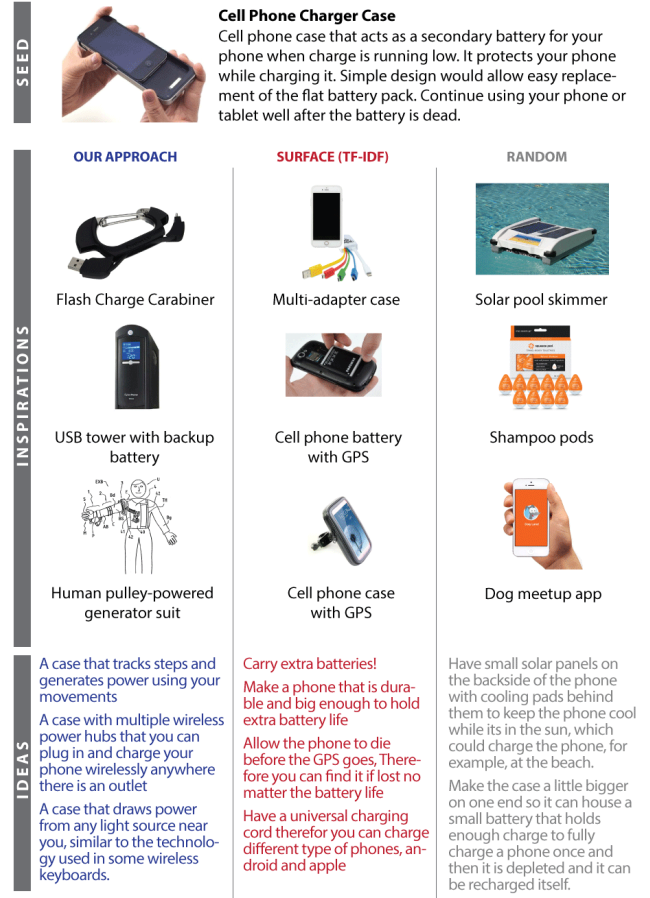 SEED
Cell Phone Charger Case
Cell phone case that acts as a secondary battery for your
phone when charge is running low. It protects your phone
while charging it. Simple design would allow easy replace-
ment of the flat battery pack. Continue using your phone or
tablet well after the battery is dead.
INSPIRATIONS
OUR APPROACH
Flash Charge Carabiner
USB tower with backup
battery
Human pulley-powered
generator suit
SURFACE (TF-IDF)
Multi-adapter case
Cell phone battery
with GPS
Cell phone case
with GPS
RANDOM
Solar pool skimmer
Shampoo pods
Dog meetup app
IDEAS
A case that tracks steps and
generates power using your
movements
A case with multiple wireless
power hubs that you can
plug in and charge your
phone wirelessly anywhere
there is an outlet
A case that draws power
from any light source near
you, similar to the technolo-
gy used in some wireless
keyboards.
Carry extra batteries!
Make a phone that is dura-
ble and big enough to hold
extra battery life
Allow the phone to die
before the GPS goes, There-
fore you can find it if lost no
matter the battery life
Have a universal charging
cord therefor you can charge
different type of phones, an-
droid and apple
Have small solar panels on
the backside of the phone
with cooling pads behind
them to keep the phone cool
while its in the sun, which
could charge the phone, for
example, at the beach.
Make the case a little bigger
on one end so it can house a
small battery that holds
enough charge to fully
charge a phone once and
then it is depleted and it can
be recharged itself.